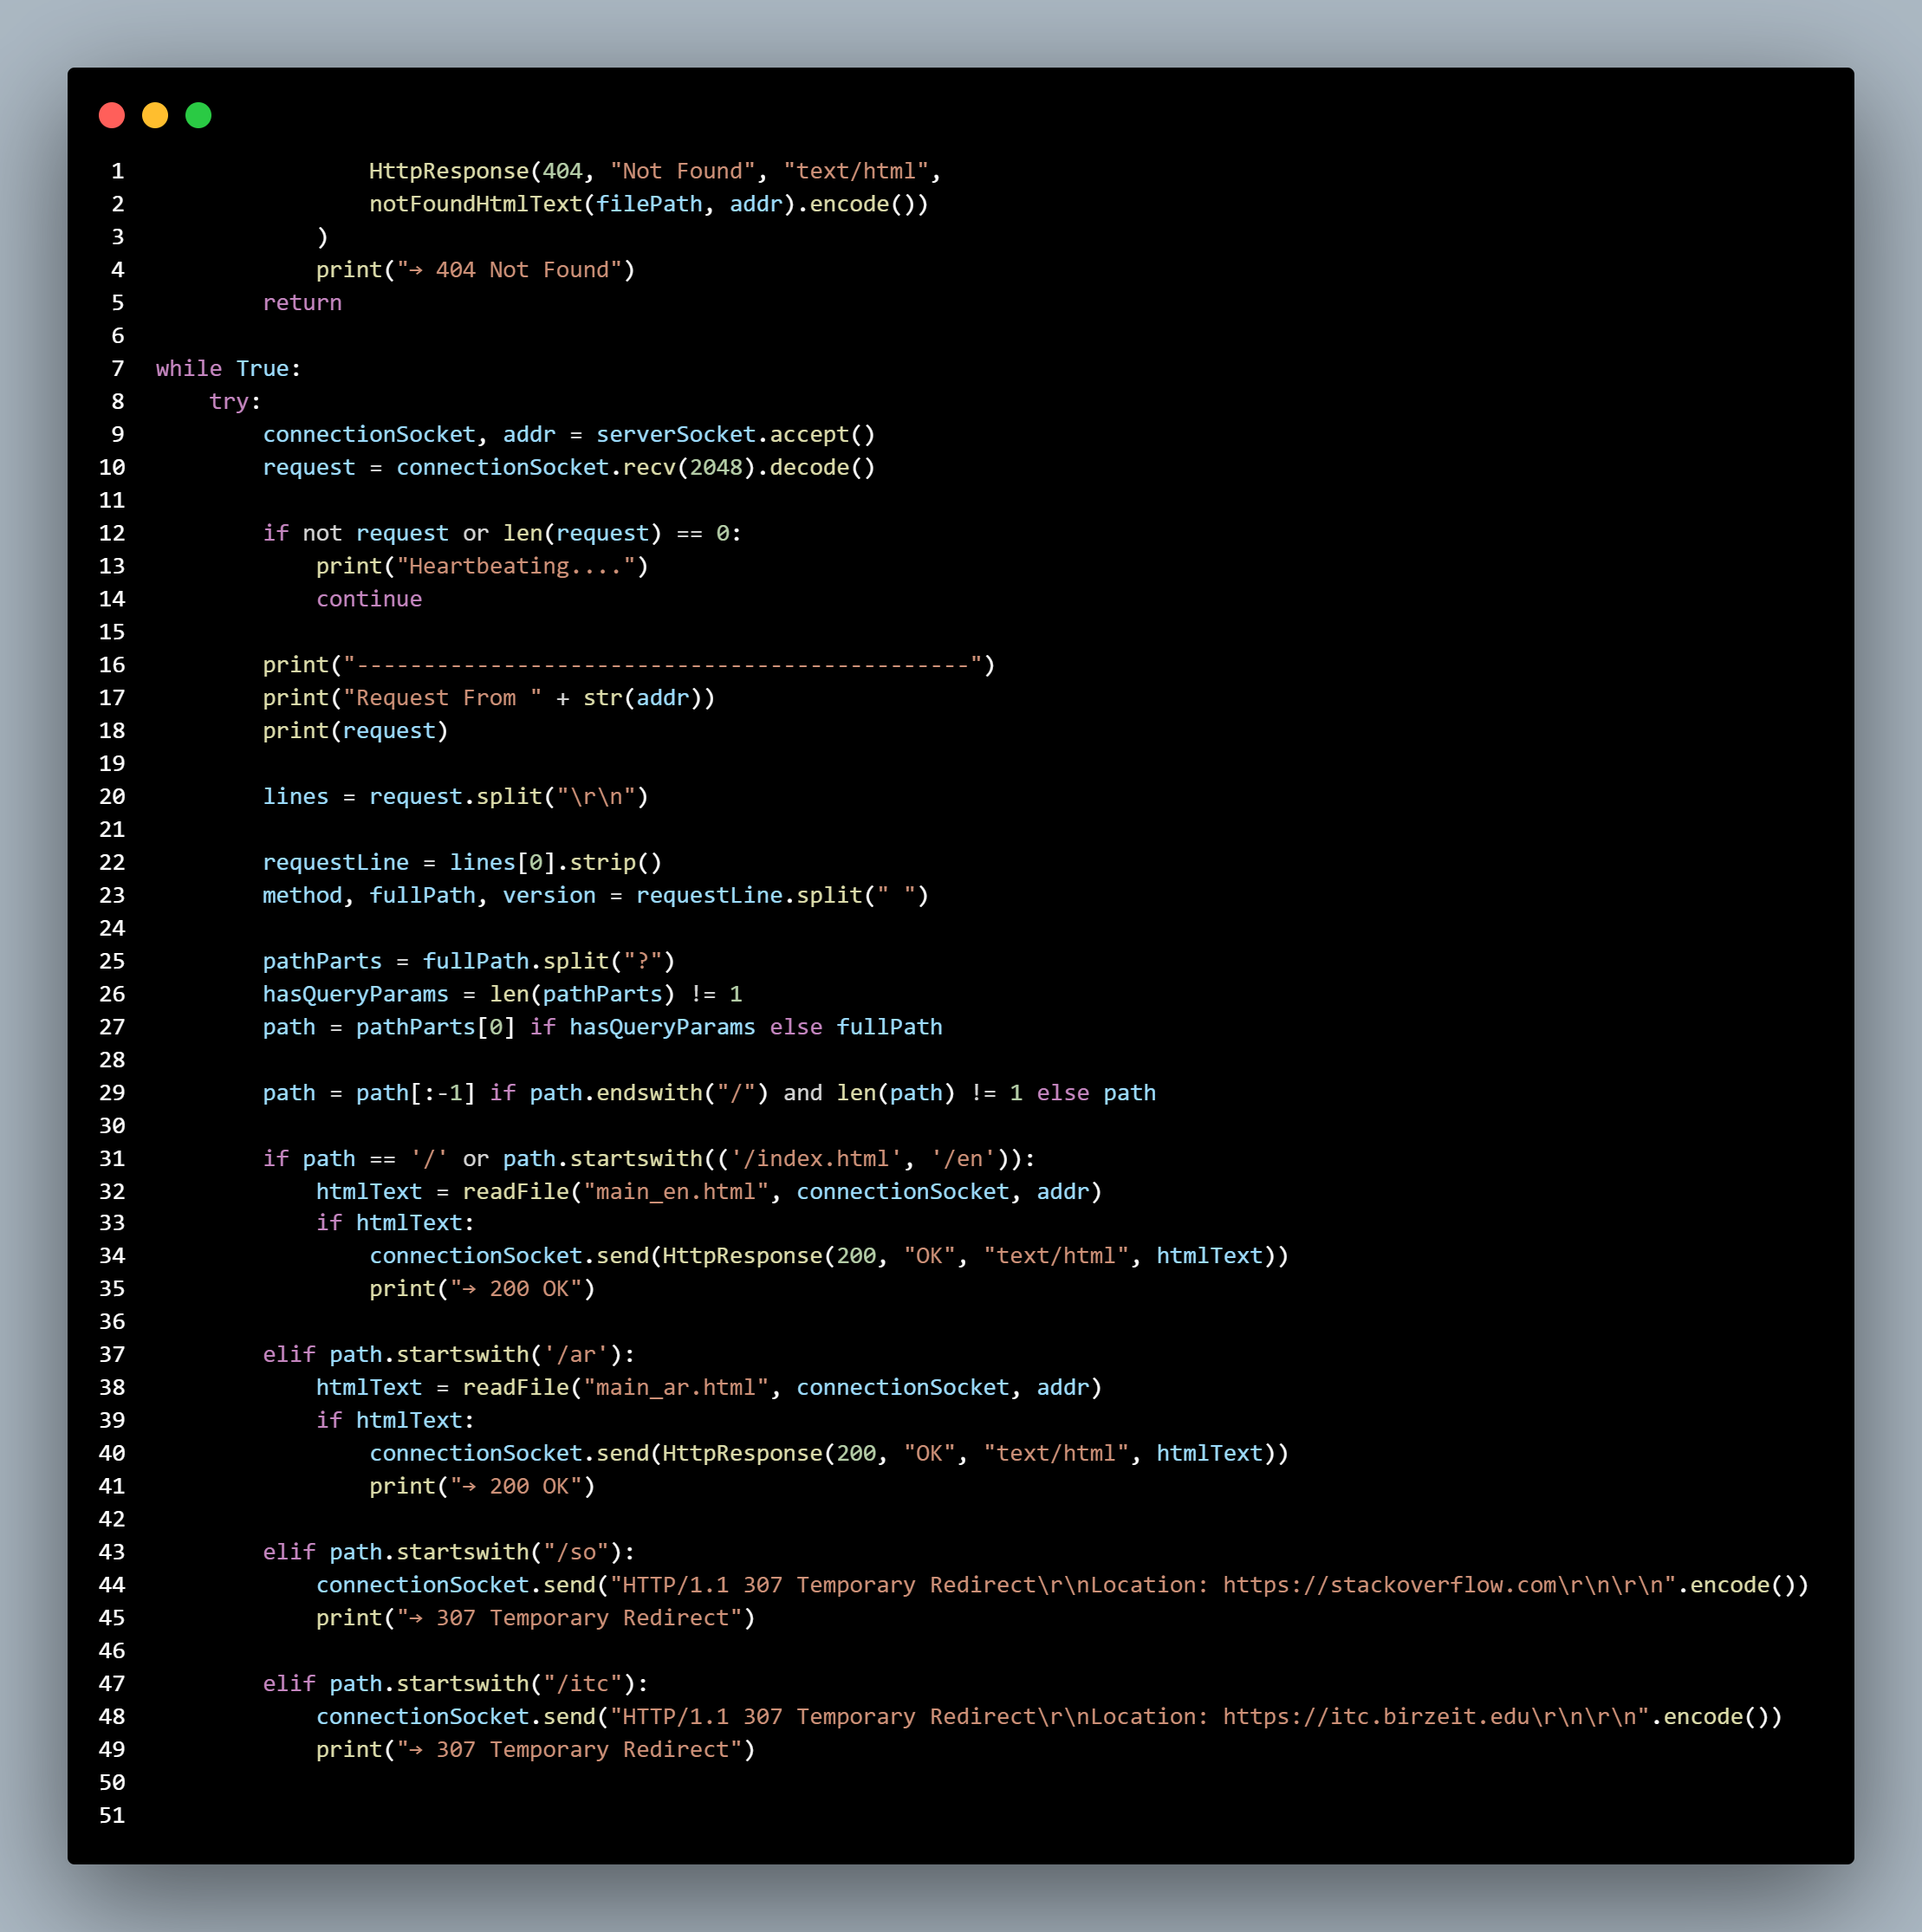 1                 HttpResponse(404, "Not Found", "text/html",
2                 notFoundHtmlText(filePath, addr).encode())
3             )
4             print("→ 404 Not Found")
5         return
6
7 while True:
8     try:
9         connectionSocket, addr = serverSocket.accept()
10         request = connectionSocket.recv(2048).decode()
11
12         if not request or len(request) == 0:
13             print("Heartbeating....")
14             continue
15
16         print("----------------------------------------------")
17         print("Request From " + str(addr))
18         print(request)
19
20         lines = request.split("\r\n")
21
22         requestLine = lines[0].strip()
23         method, fullPath, version = requestLine.split(" ")
24
25         pathParts = fullPath.split("?")
26         hasQueryParams = len(pathParts) != 1
27         path = pathParts[0] if hasQueryParams else fullPath
28
29         path = path[:-1] if path.endswith("/") and len(path) != 1 else path
30
31         if path == '/' or path.startswith(('/index.html', '/en')):
32             htmlText = readFile("main_en.html", connectionSocket, addr)
33             if htmlText:
34                 connectionSocket.send(HttpResponse(200, "OK", "text/html", htmlText))
35                 print("→ 200 OK")
36
37         elif path.startswith('/ar'):
38             htmlText = readFile("main_ar.html", connectionSocket, addr)
39             if htmlText:
40                 connectionSocket.send(HttpResponse(200, "OK", "text/html", htmlText))
41                 print("→ 200 OK")
42
43         elif path.startswith("/so"):
44             connectionSocket.send("HTTP/1.1 307 Temporary Redirect\r\nLocation: https://stackoverflow.com\r\n\r\n".encode())
45             print("→ 307 Temporary Redirect")
46
47         elif path.startswith("/itc"):
48             connectionSocket.send("HTTP/1.1 307 Temporary Redirect\r\nLocation: https://itc.birzeit.edu\r\n\r\n".encode())
49             print("→ 307 Temporary Redirect")
50
51